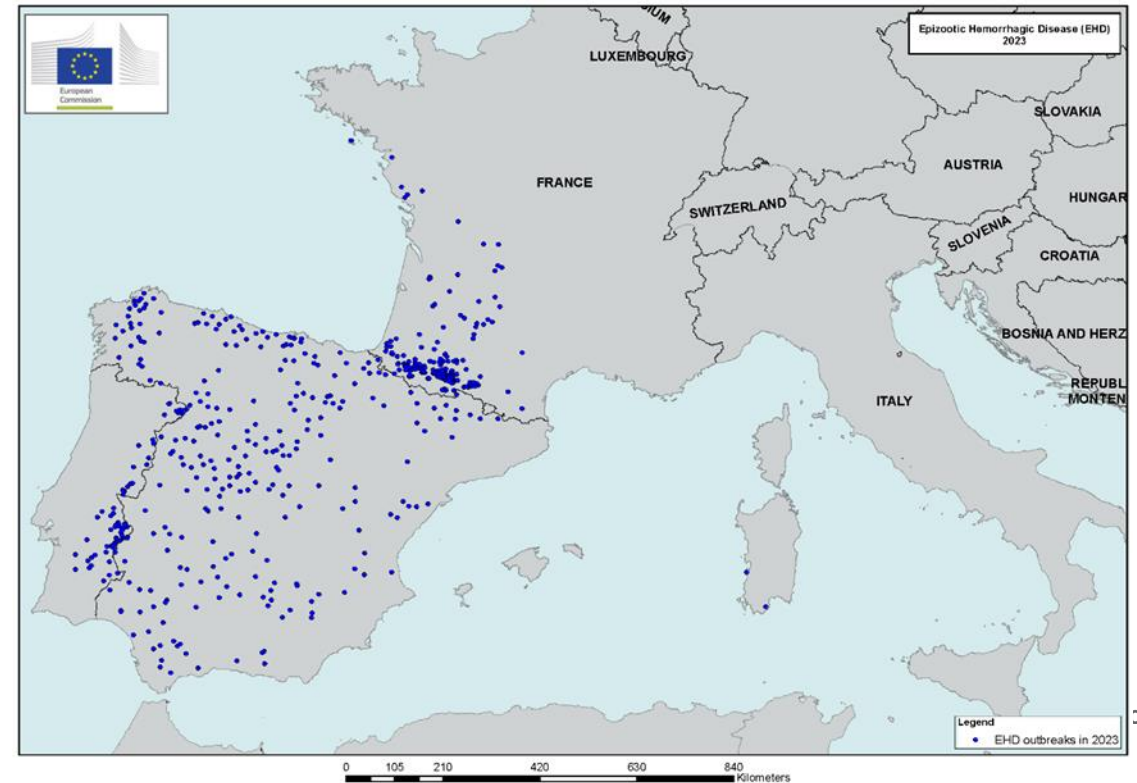 Epizootic Hemorrhagic Disease (EHD)
2023
European
Commission
LUXEMBOURG
SLOVAKIA
AUSTRIA
FRANCE
HUNGAR
SWITZERLAND
SLOVENIA
CROATIA
BOSNIA AND HERZ
REPUBL
MONTEN
ITALY
Legend
EHD outbreaks in 2023
0 105 210 420 630 840
Kilometers